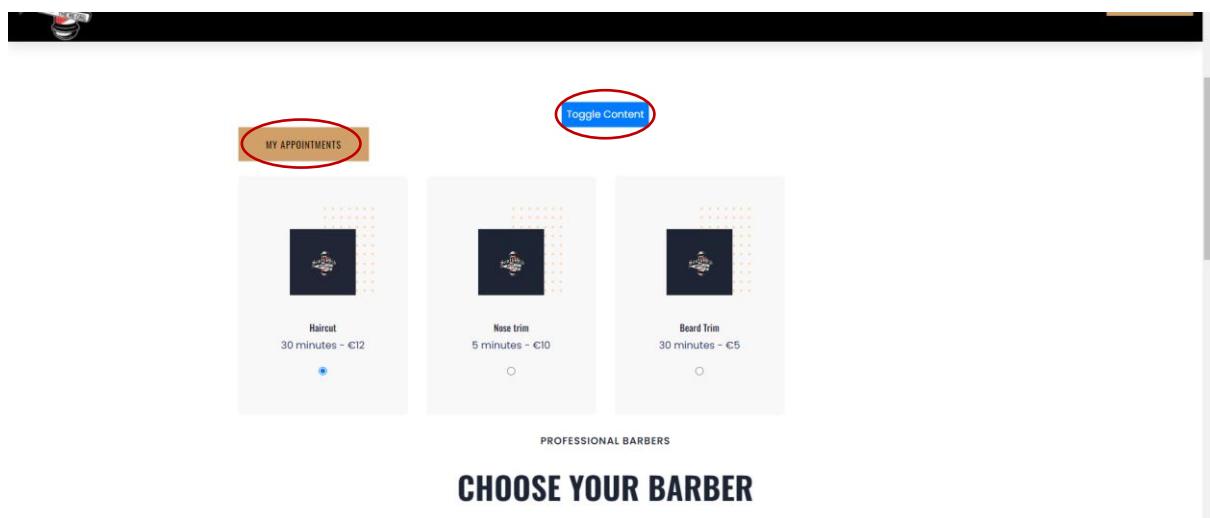 Toggle Content
MY APPOINTMENTS
Haircut
30 minutes - €12
Nose trim
5 minutes - €10
Beard Trim
30 minutes - €5
PROFESSIONAL BARBERS
CHOOSE YOUR BARBER